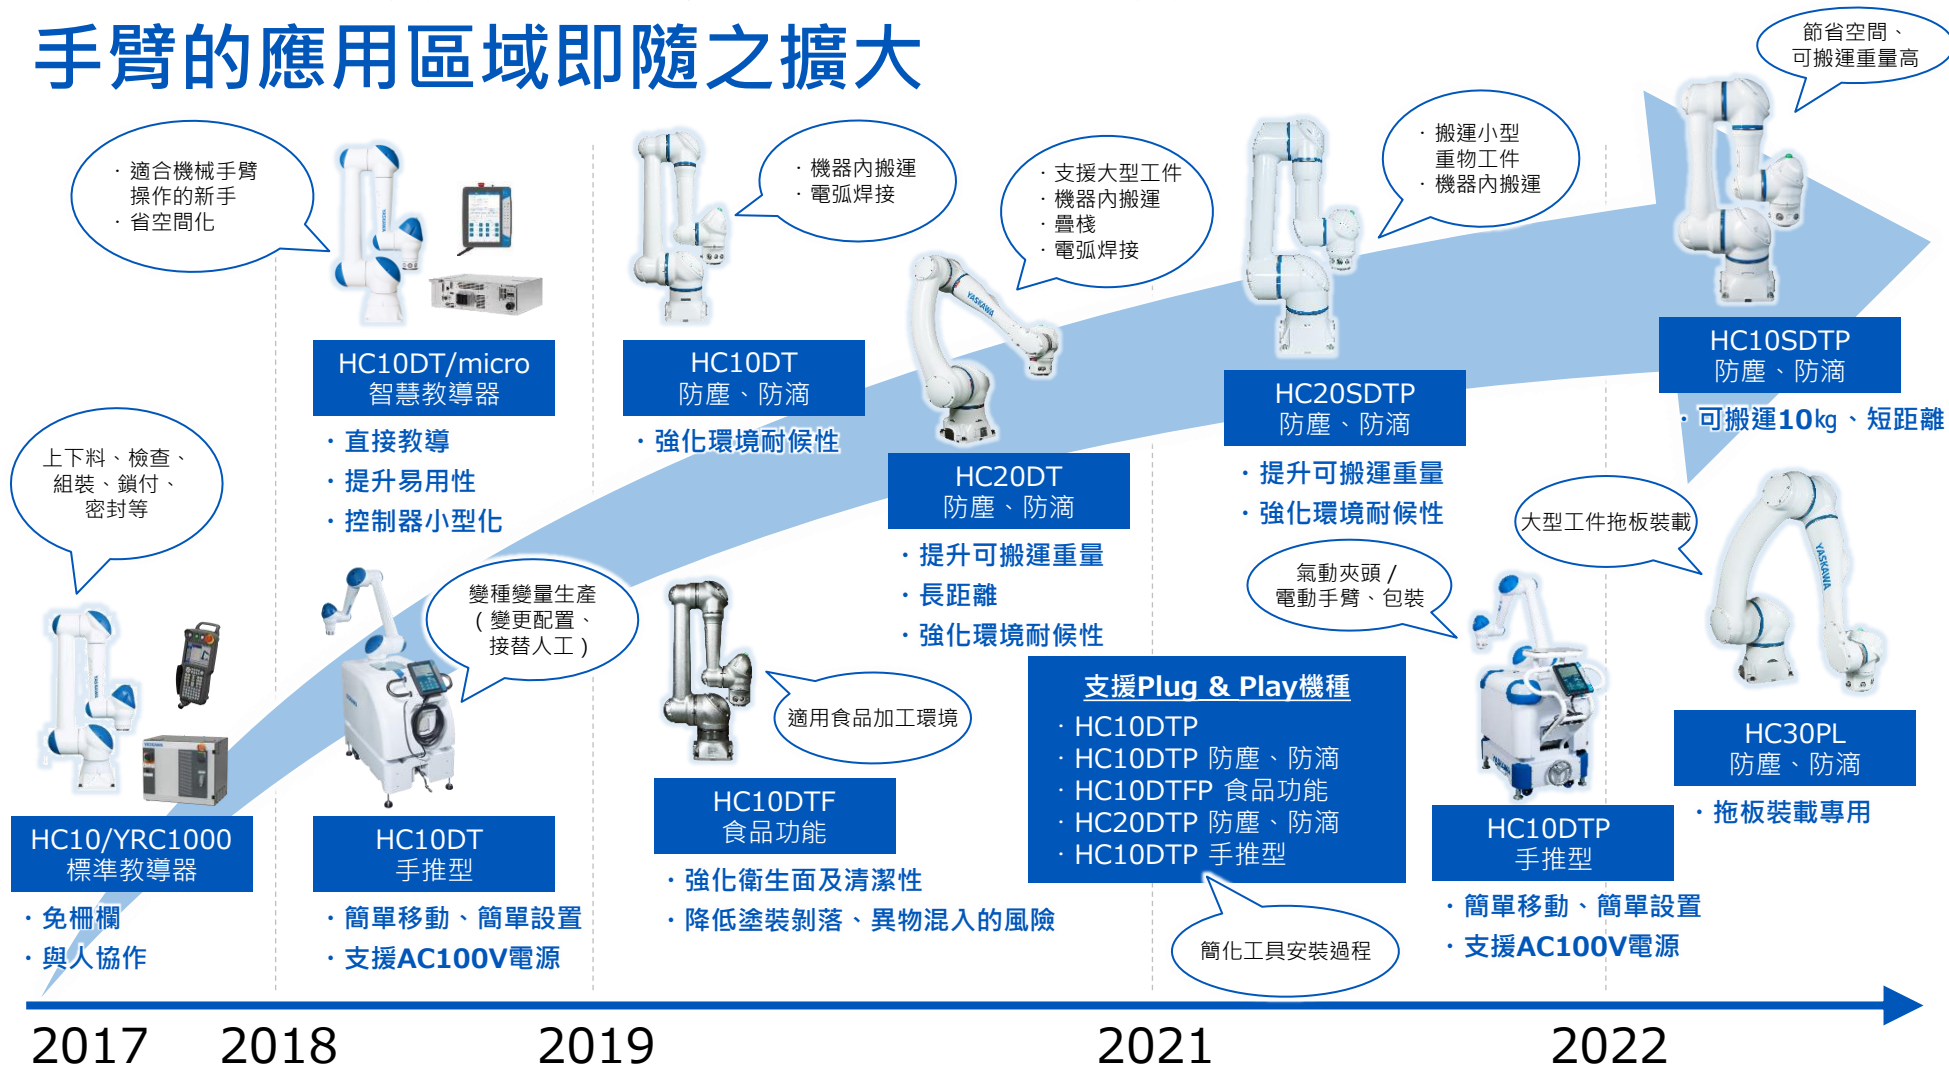 手臂的應用區域即隨之擴大
節省空間、
可搬運重量高
· 適合機械手臂
操作的新手
· 省空間化
· 機器內搬運
· 電弧焊接
· 支援大型工件
· 機器內搬運
· 疊棧
· 電弧焊接
· 搬運小型
重物工件
· 機器內搬運
YASKAWA
HC10DT/micro
智慧教導器
· 直接教導
· 提升易用性
· 控制器小型化
HC10DT
防塵、防滴
· 強化環境耐候性
YASKAWA
HC20DT
防塵、防滴
· 提升可搬運重量
· 長距離
· 強化環境耐候性
HC20SDTP
防塵、防滴
· 提升可搬運重量
· 強化環境耐候性
HC10SDTP
防塵、防滴
· 可搬運10kg、短距離
上下料、檢查、
組裝、鎖付、
密封等
YASKAWA
YASKAWA
HC10/YRC1000
標準教導器
· 免柵欄
· 與人協作
變種變量生產
( 變更配置、
接替人工 )
HC10DT
手推型
· 簡單移動、簡單設置
· 支援AC100V電源
適用食品加工環境
HC10DTF
食品功能
· 強化衛生面及清潔性
· 降低塗裝剝落、異物混入的風險
支援Plug & Play機種
· HC10DTP
· HC10DTP 防塵、防滴
· HC10DTFP 食品功能
· HC20DTP 防塵、防滴
· HC10DTP 手推型
簡化工具安裝過程
氣動夾頭 /
電動手臂、包裝
YASKAWA
HC10DTP
手推型
· 簡單移動、簡單設置
· 支援AC100V電源
大型工件拖板裝載
YASKAWA
HC30PL
防塵、防滴
· 拖板裝載專用
2017
2018
2019
2021
2022